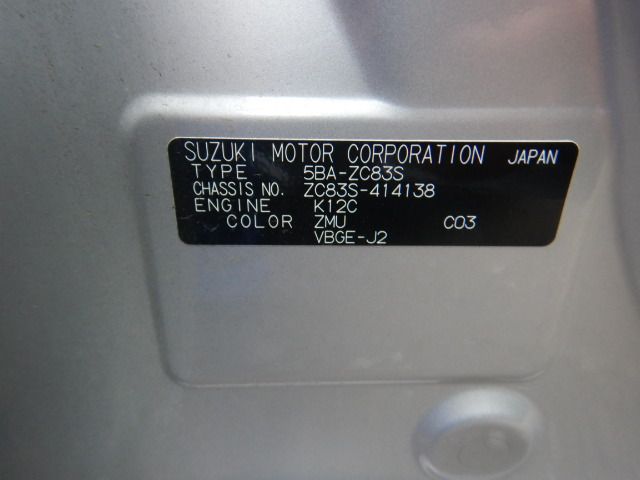 SUZUKI MOTOR CORPORATION JAPAN
TYPE 5BA-ZC83S
CHASSIS NO. ZC83S-414138
ENGINE K12C
COLOR ZMU C03
VBGE-J2